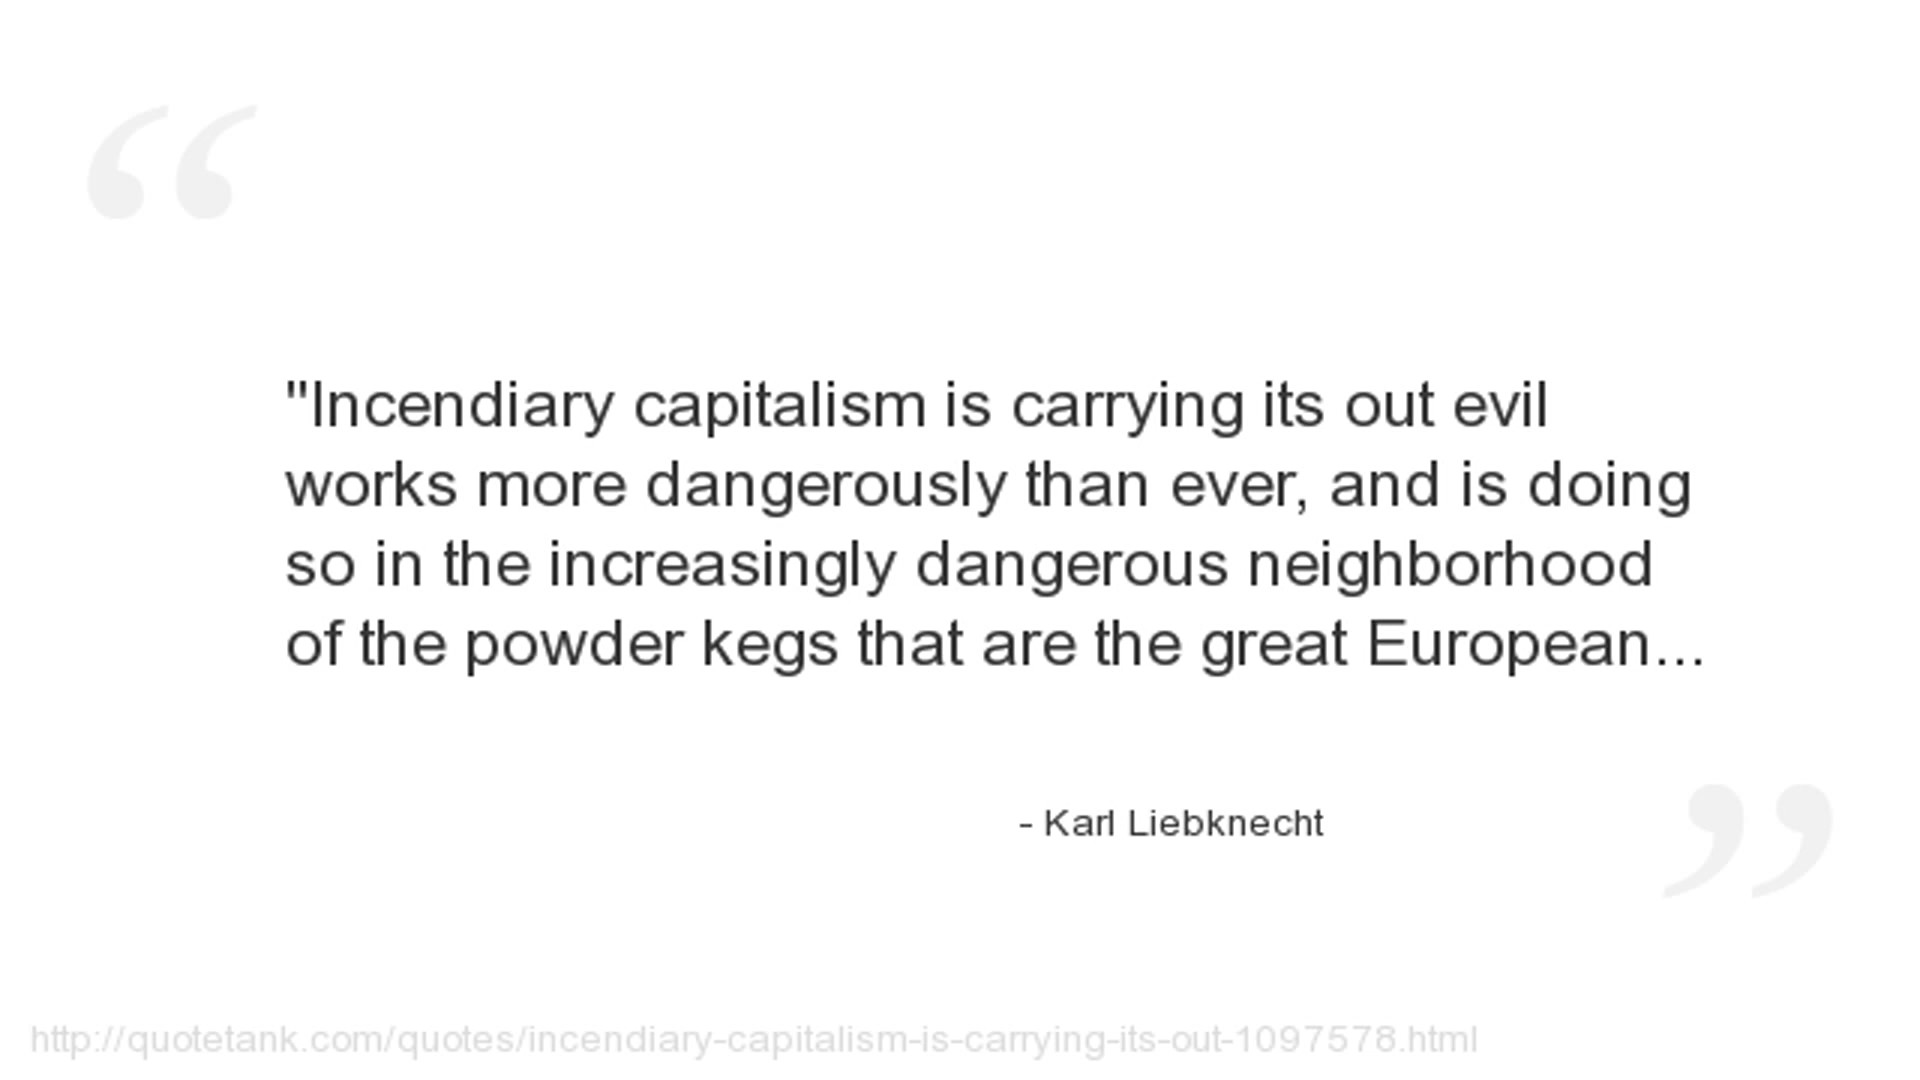 "Incendiary capitalism is carrying its out evil
works more dangerously than ever, and is doing
so in the increasingly dangerous neighborhood
of the powder kegs that are the great European...
- Karl Liebknecht
http://quotetank.com/quotes/incendiary-capitalism-is-carrying-its-out-1097578.html